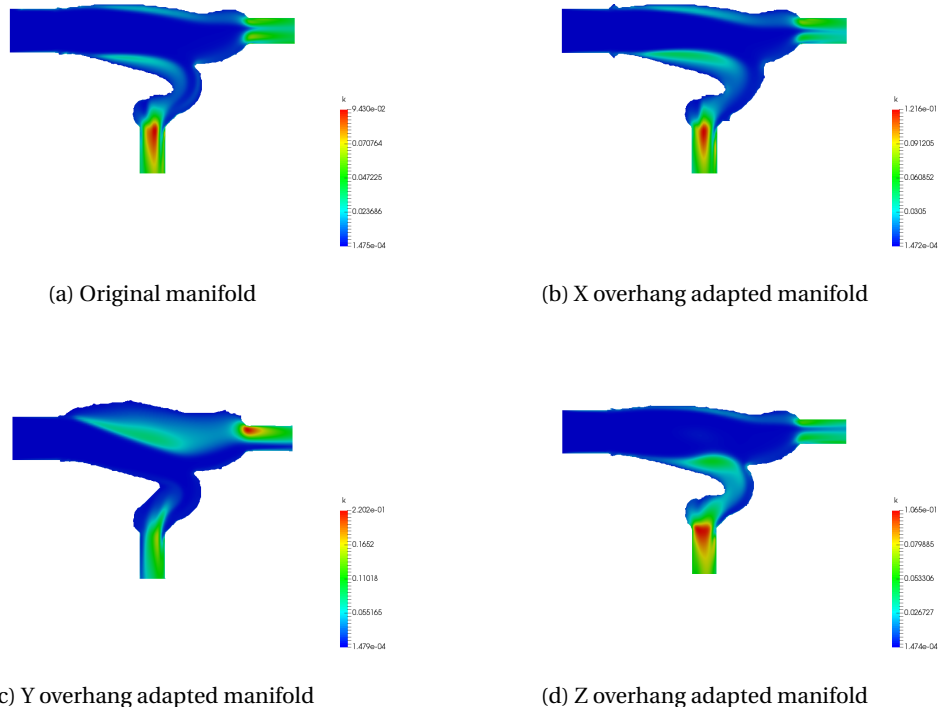 k
9.430e-02
0.070764
0.047225
0.023686
1.475e-04
(a) Original manifold
k
1.216e-01
0.091205
0.060852
0.0305
1.472e-04
(b) X overhang adapted manifold
k
2.202e-01
0.1652
0.11018
0.055165
1.479e-04
c) Y overhang adapted manifold
k
1.065e-01
0.079885
0.053306
0.026727
1.474e-04
(d) Z overhang adapted manifold